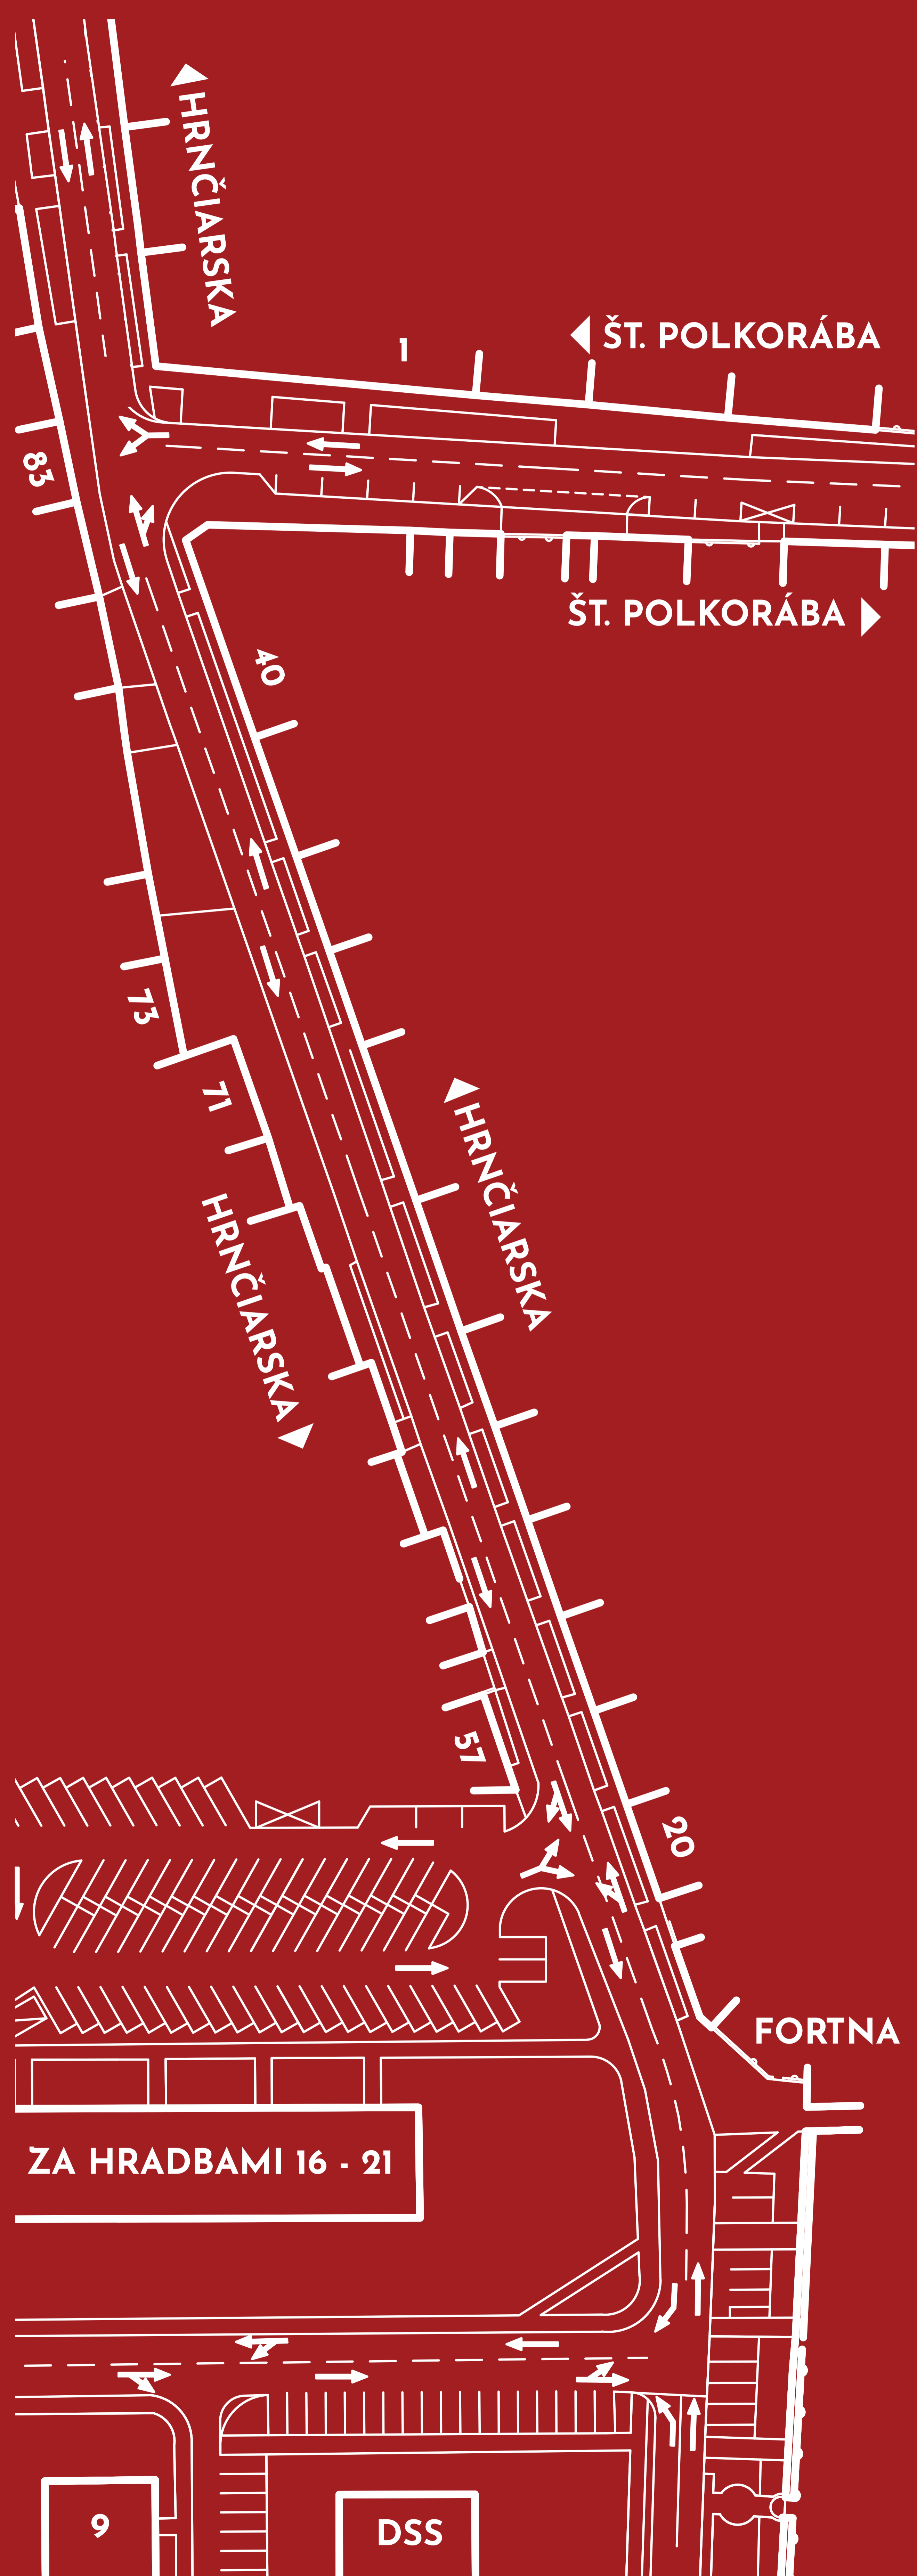 HRNČIARSKA
1
ŠT. POLKORÁBA
83
ŠT. POLKORÁBA
40
73
71
HRNČIARSKA
HRNČIARSKA
57
20
FORTNA
ZA HRADBAMI 16 - 21
9
DSS